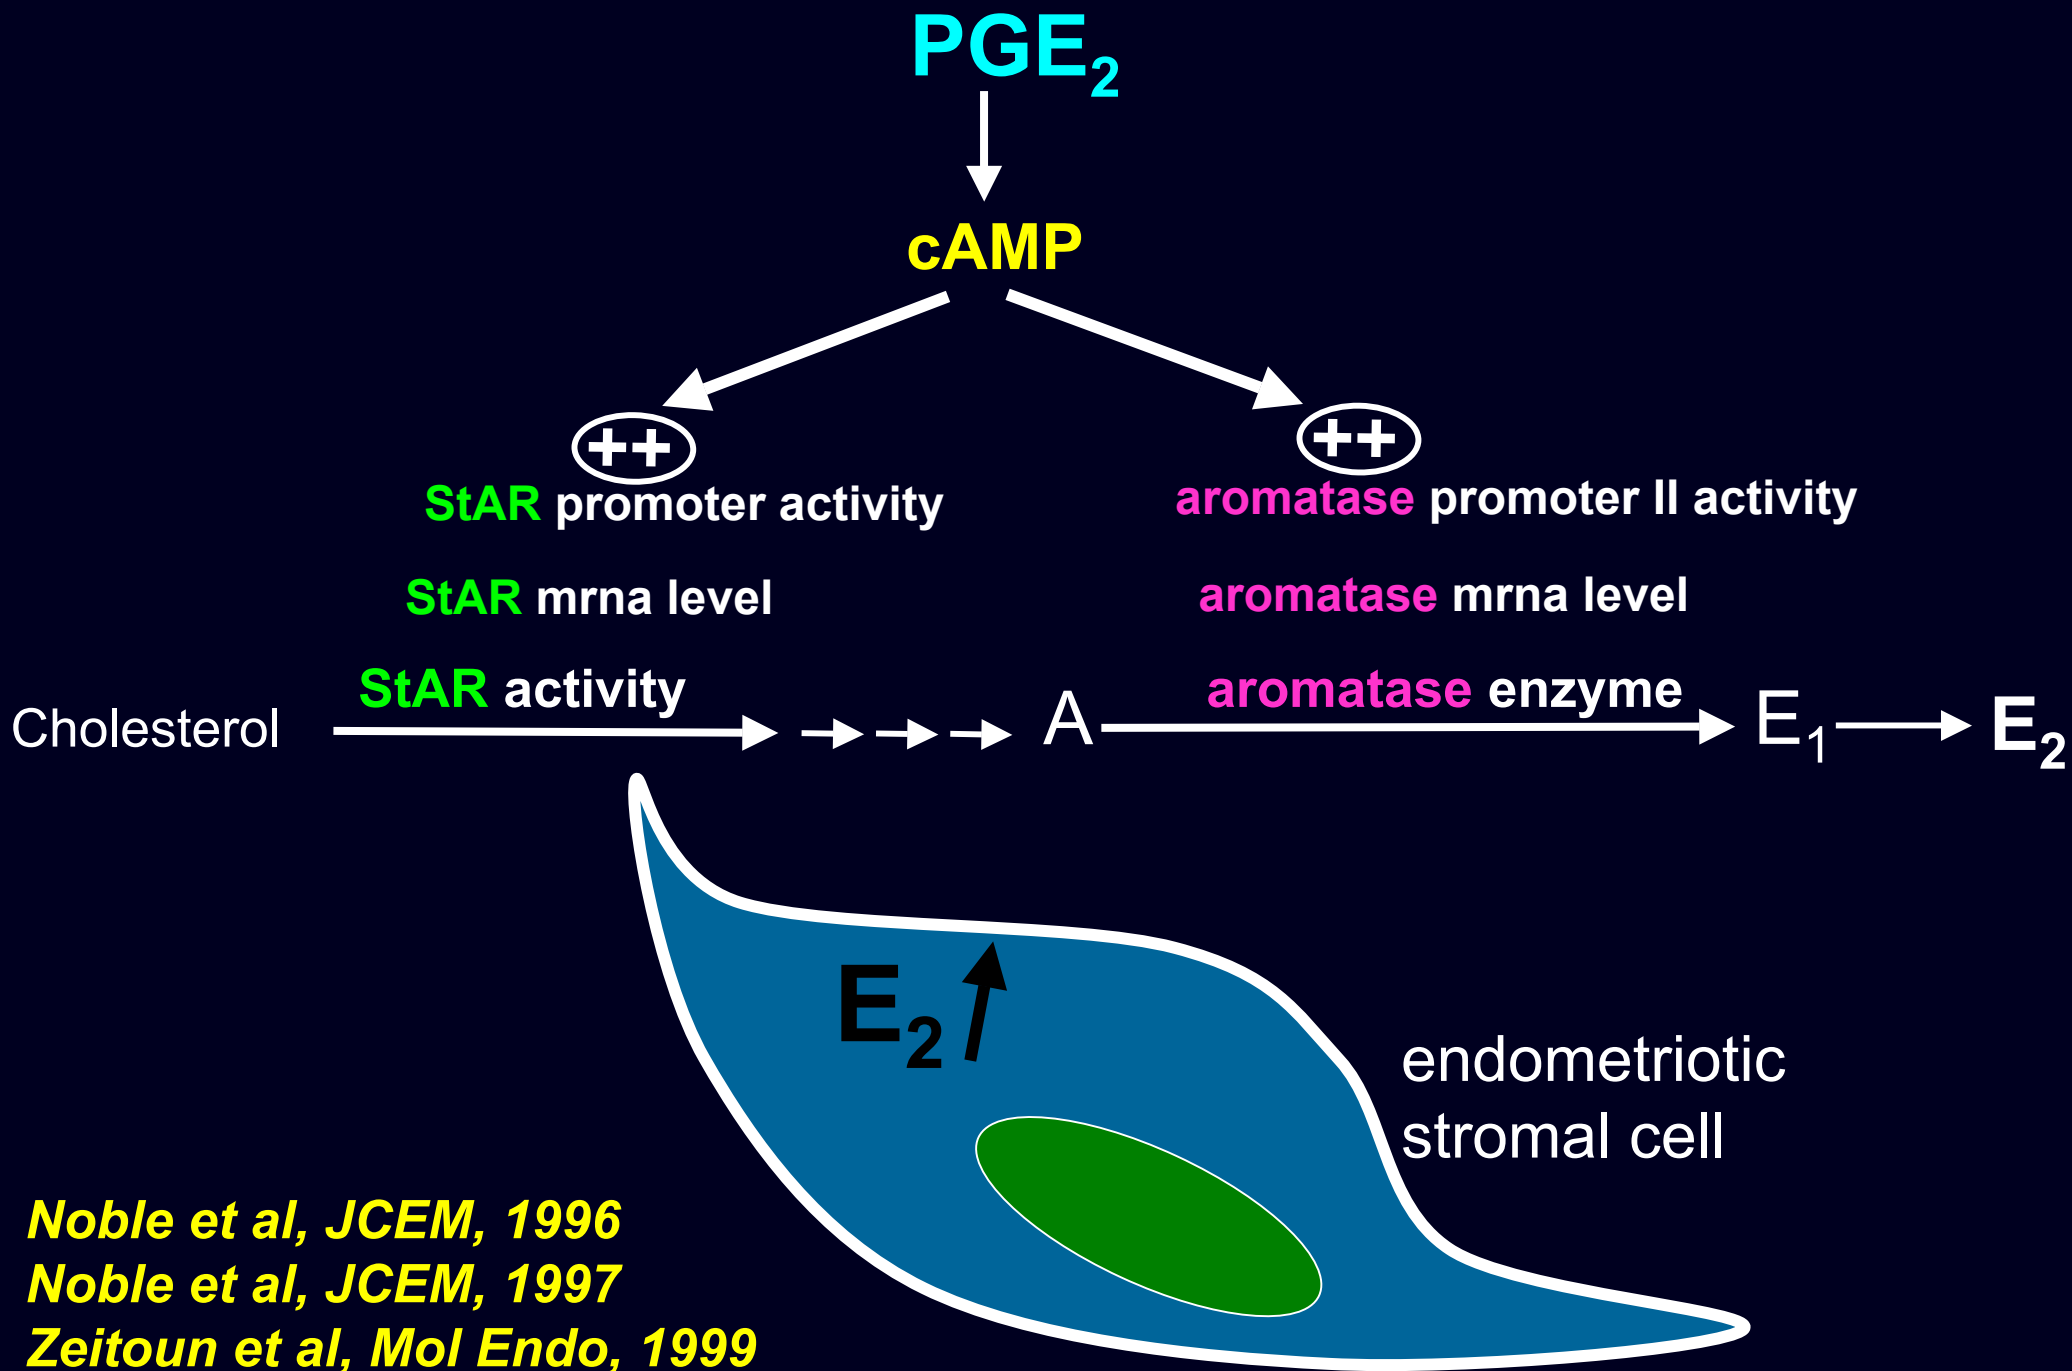 PGE₂
cAMP
++ ++
StAR promoter activity aromatase promoter II activity
StAR mrna level aromatase mrna level
StAR activity aromatase enzyme
Cholesterol A E₁ E₂
E₂
endometriotic
stromal cell
Noble et al, JCEM, 1996
Noble et al, JCEM, 1997
Zeitoun et al, Mol Endo, 1999